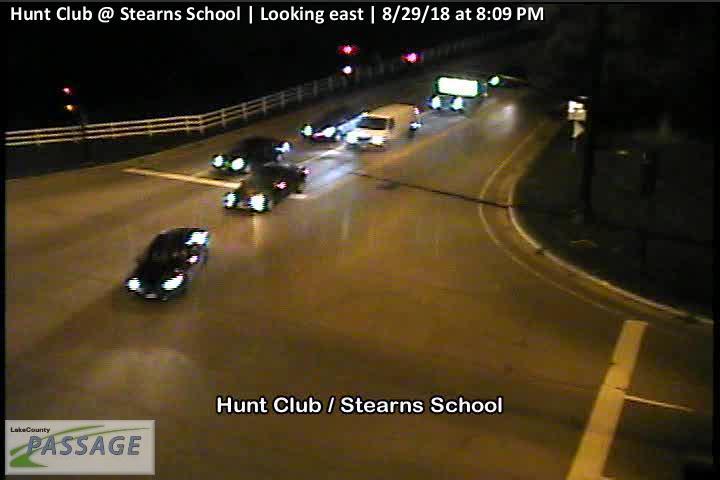 Hunt Club @ Stearns School | Looking east | 8/29/18 at 8:09 PM
Hunt Club / Stearns School
LakeCounty
PASSAGE